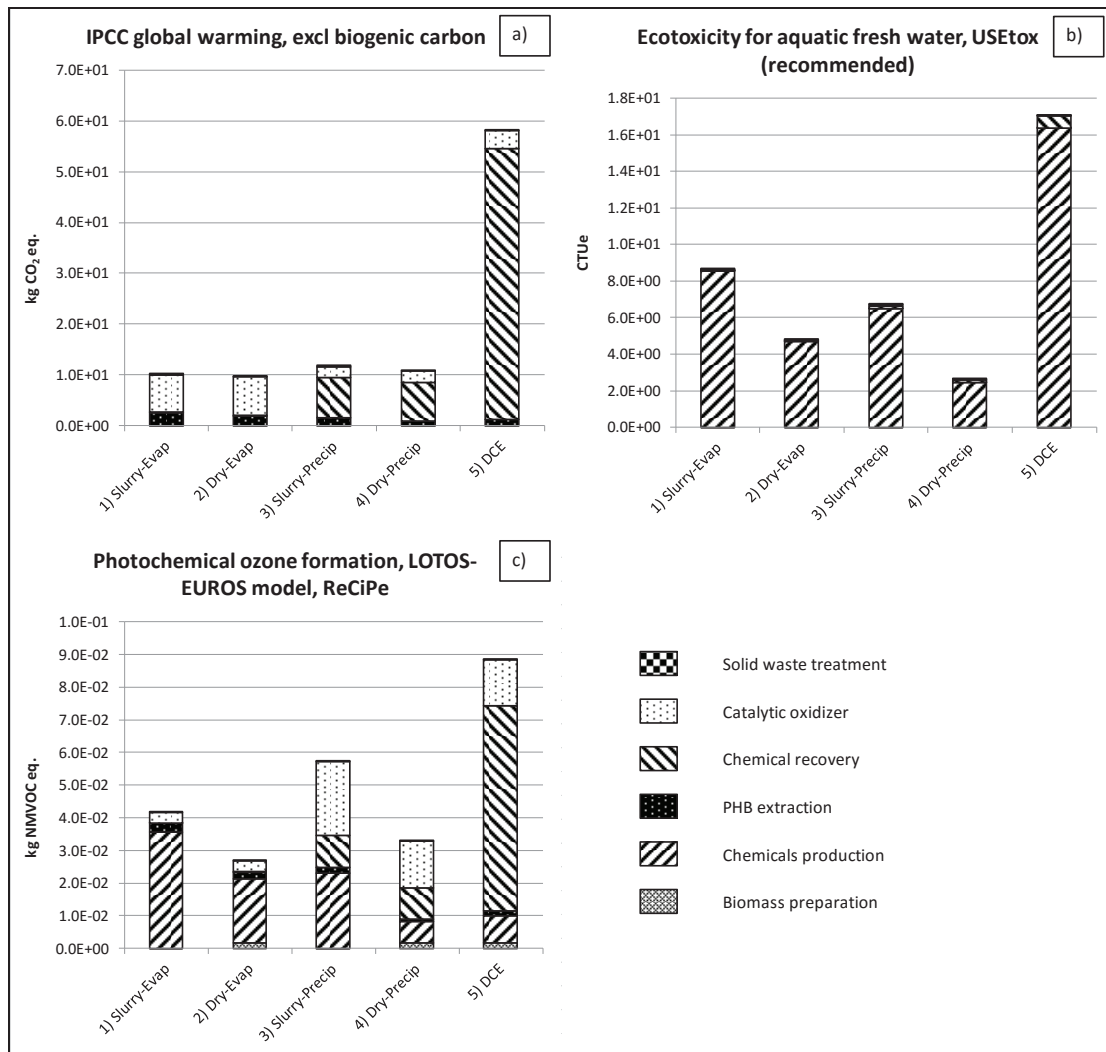 IPCC global warming, excl biogenic carbon
a)
7.0E+01
6.0E+01
5.0E+01
4.0E+01
3.0E+01
2.0E+01
1.0E+01
0.0E+00
kg CO₂ eq.
1) Slurry-Evap
2) Dry-Evap
3) Slurry-Precip
4) Dry-Precip
5) DCE
Ecotoxicity for aquatic fresh water, USEtox
(recommended)
b)
1.8E+01
1.6E+01
1.4E+01
1.2E+01
1.0E+01
8.0E+00
6.0E+00
4.0E+00
2.0E+00
0.0E+00
CTUe
1) Slurry-Evap
2) Dry-Evap
3) Slurry-Precip
4) Dry-Precip
5) DCE
Photochemical ozone formation, LOTOS-
EUROS model, ReCiPe
c)
1.0E-01
9.0E-02
8.0E-02
7.0E-02
6.0E-02
5.0E-02
4.0E-02
3.0E-02
2.0E-02
1.0E-02
0.0E+00
kg NMVOC eq.
1) Slurry-Evap
2) Dry-Evap
3) Slurry-Precip
4) Dry-Precip
5) DCE
Solid waste treatment
Catalytic oxidizer
Chemical recovery
PHB extraction
Chemicals production
Biomass preparation